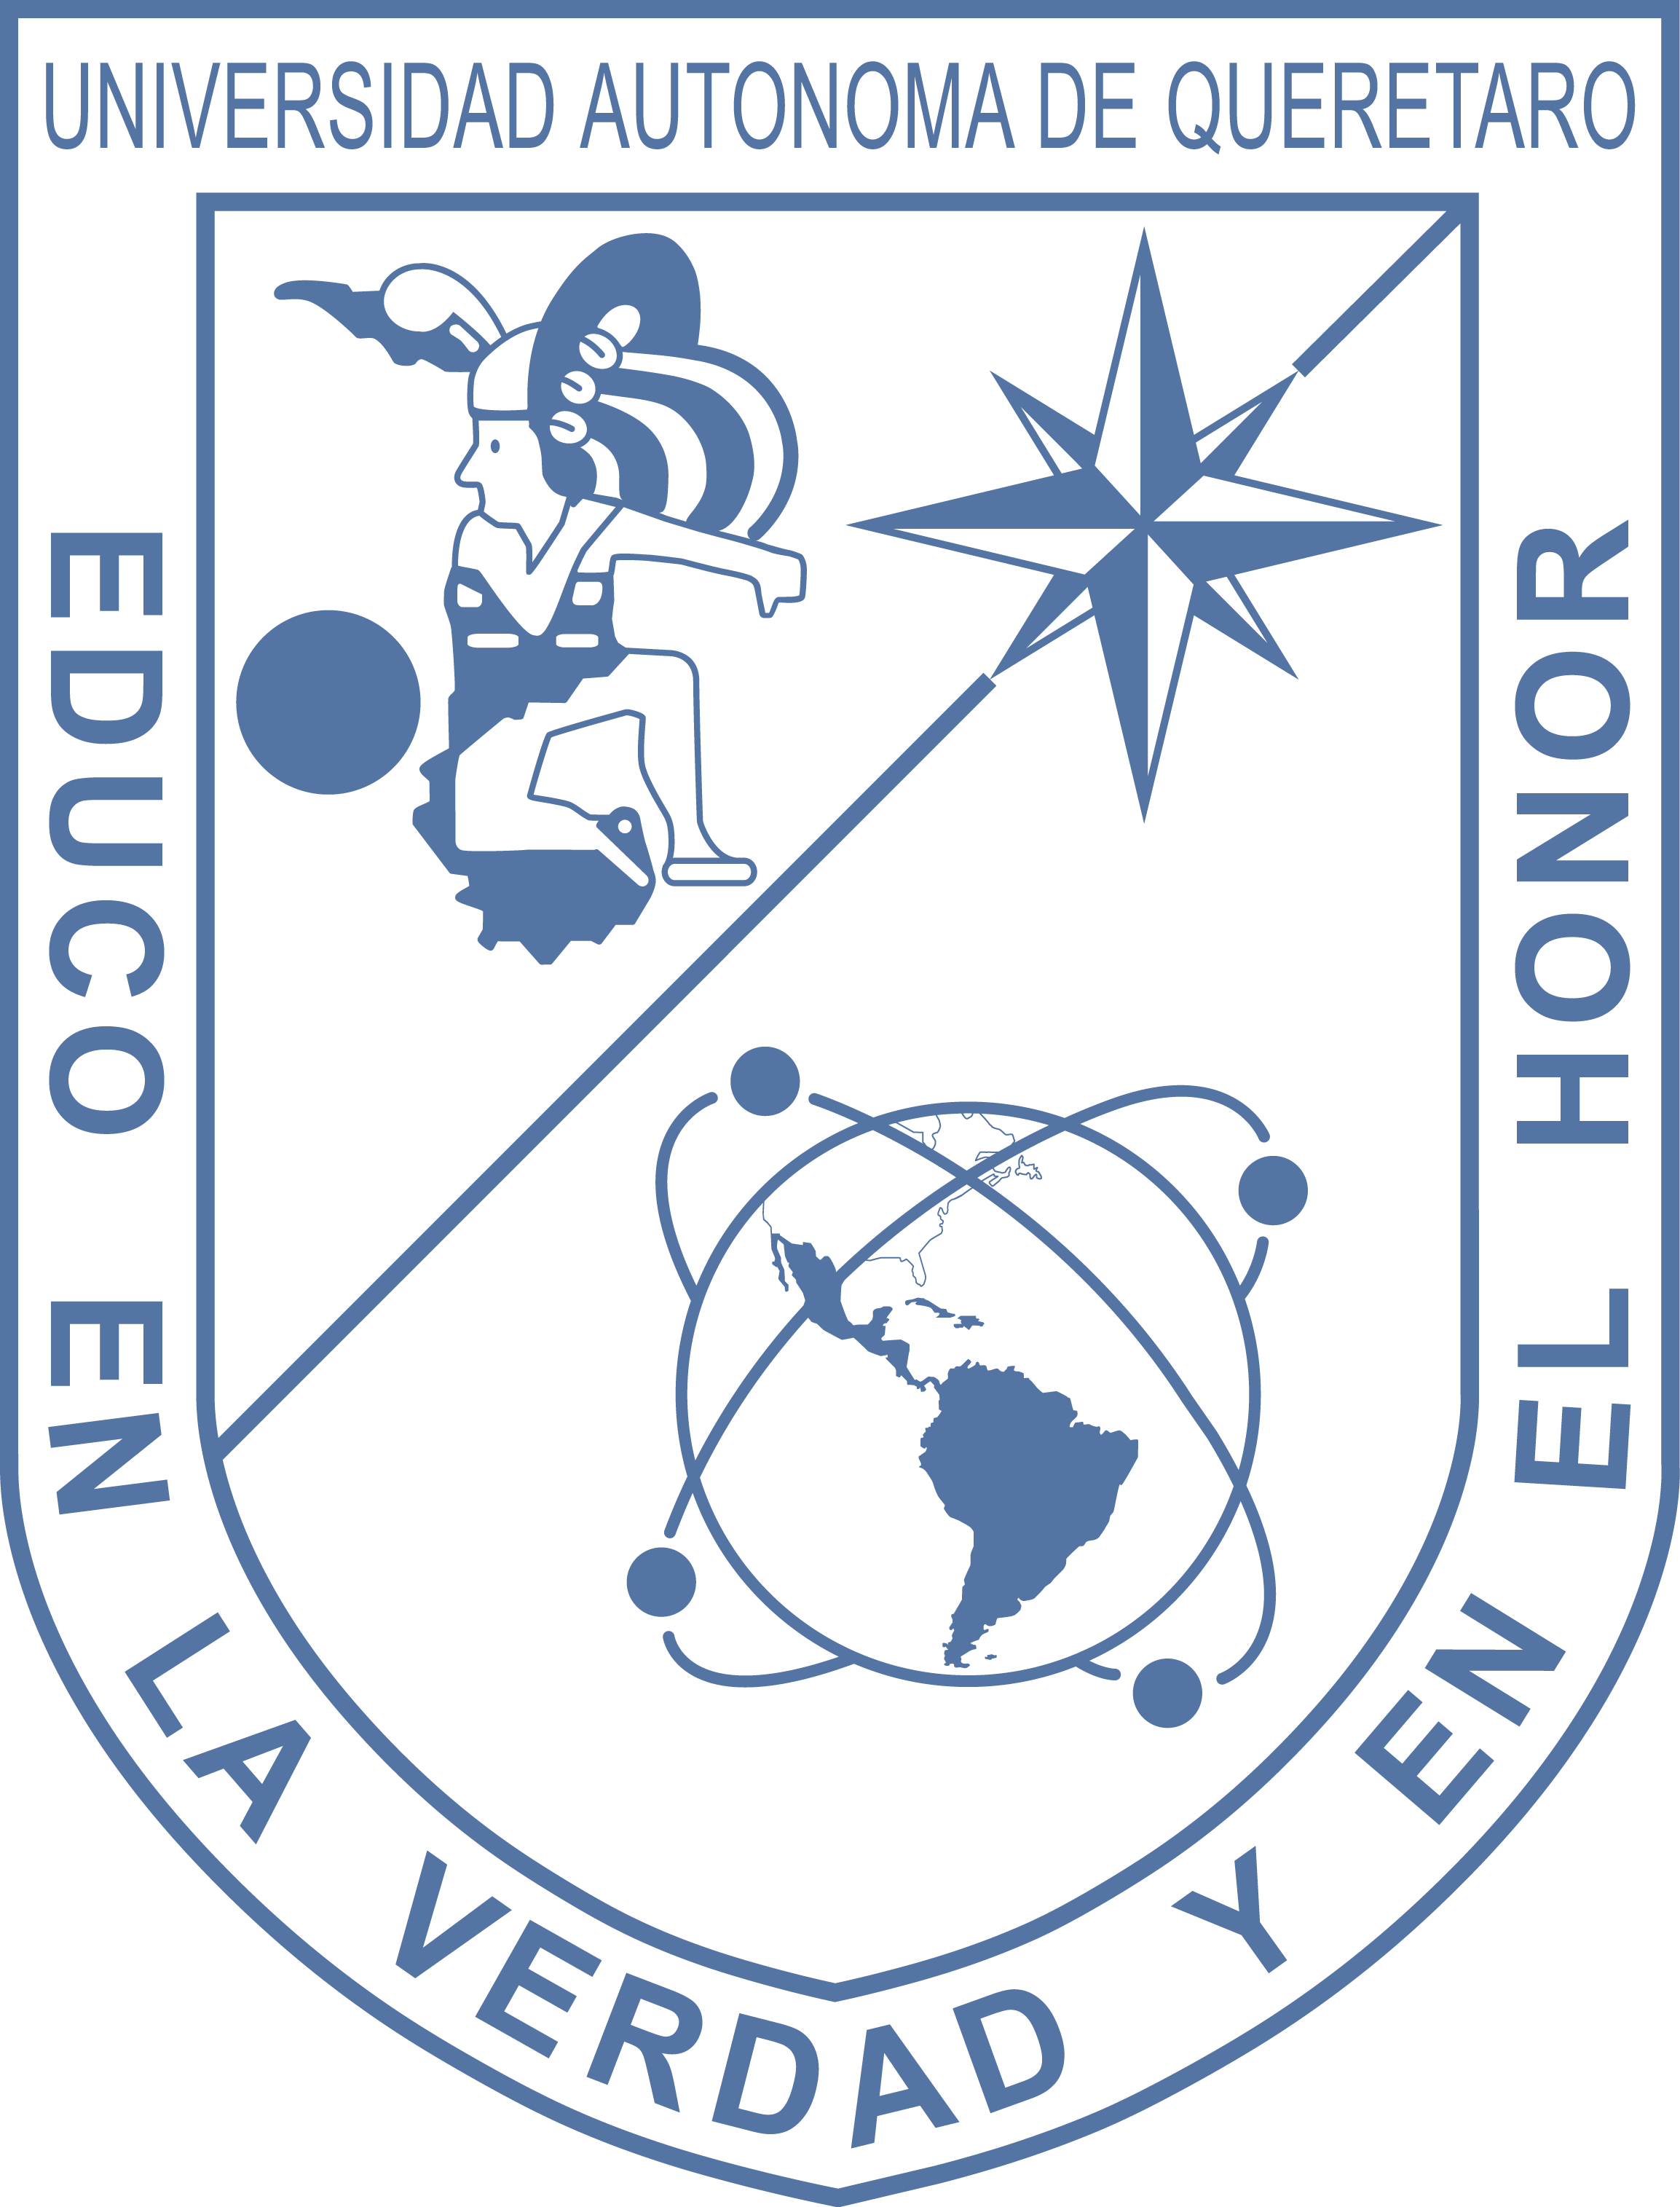 UNIVERSIDAD AUTONOMA DE QUERETARO
EDUCO EN LA VERDAD Y EN EL HONOR